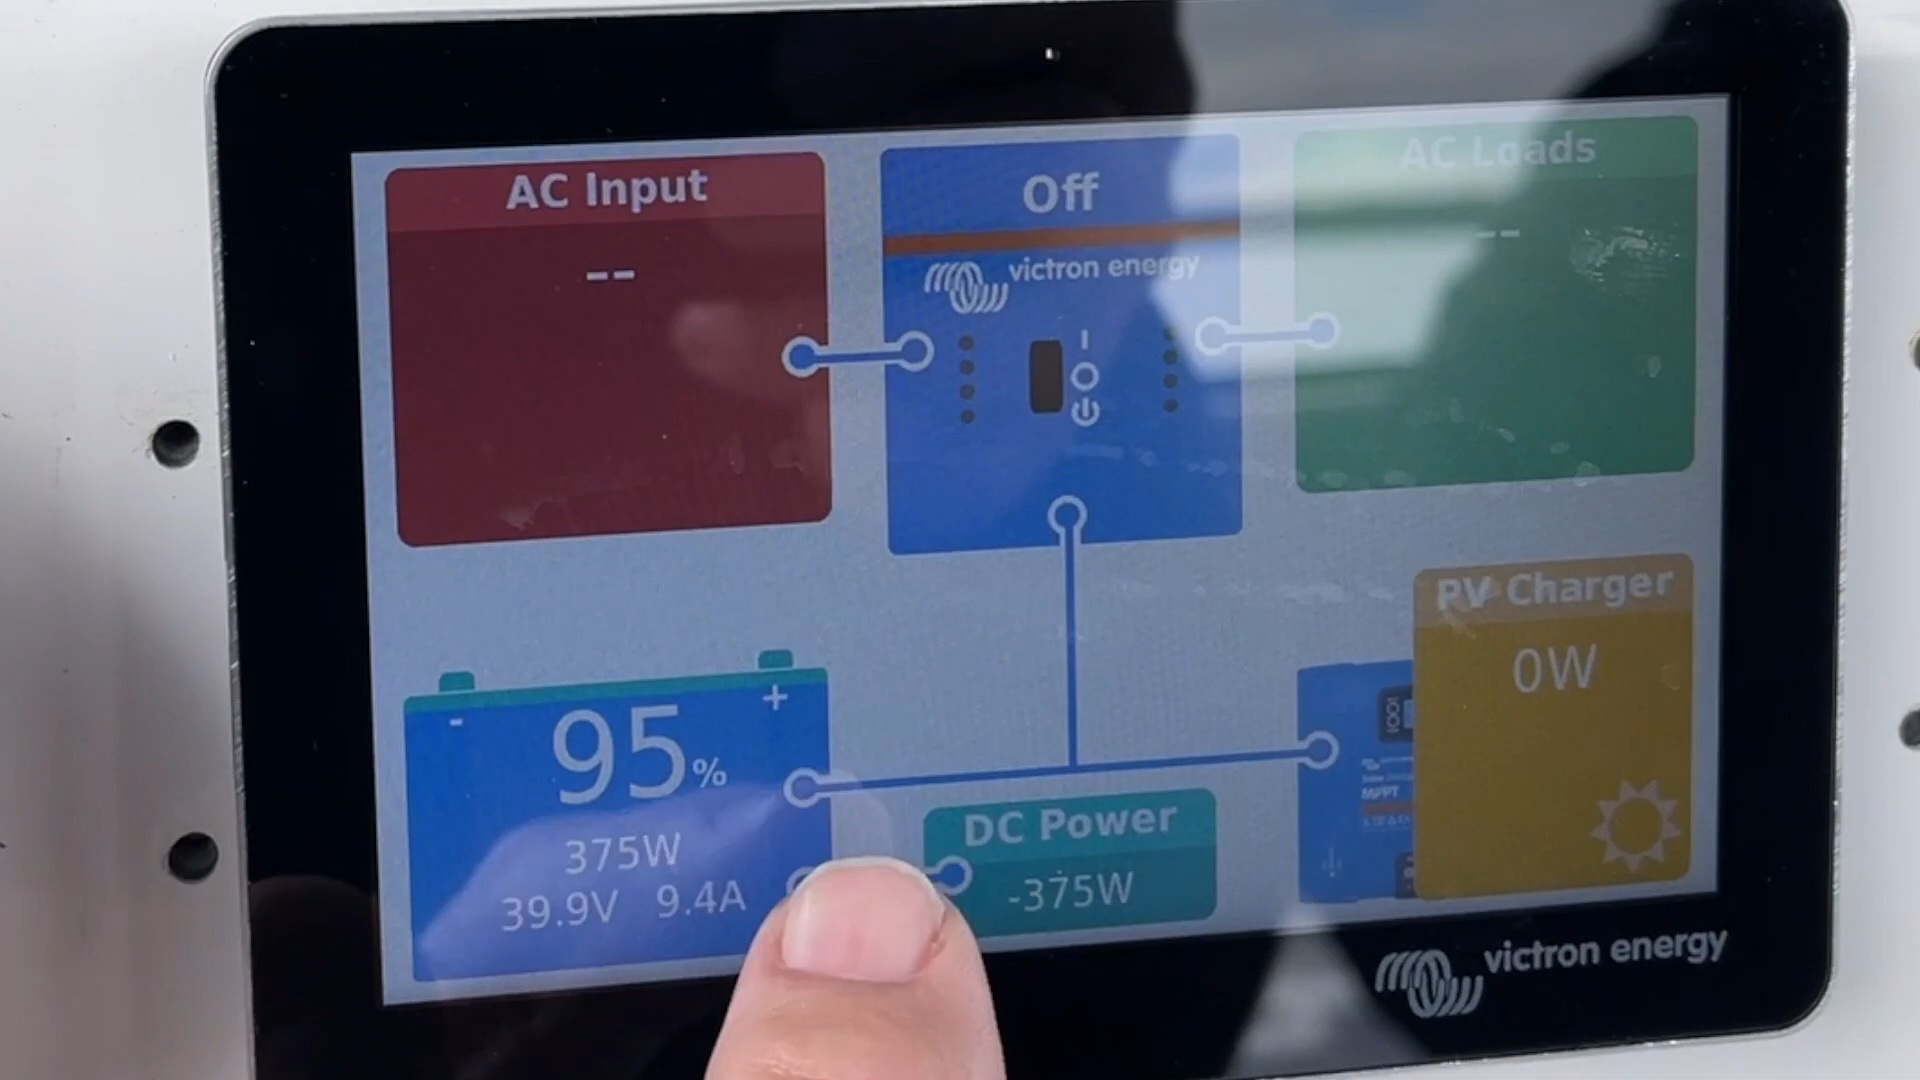 AC Input
--
Off
victron energy
AC Loads
--
PV Charger
0W
MPPT
- +
95%
375W
39.9V 9.4A
DC Power
-375W
victron energy